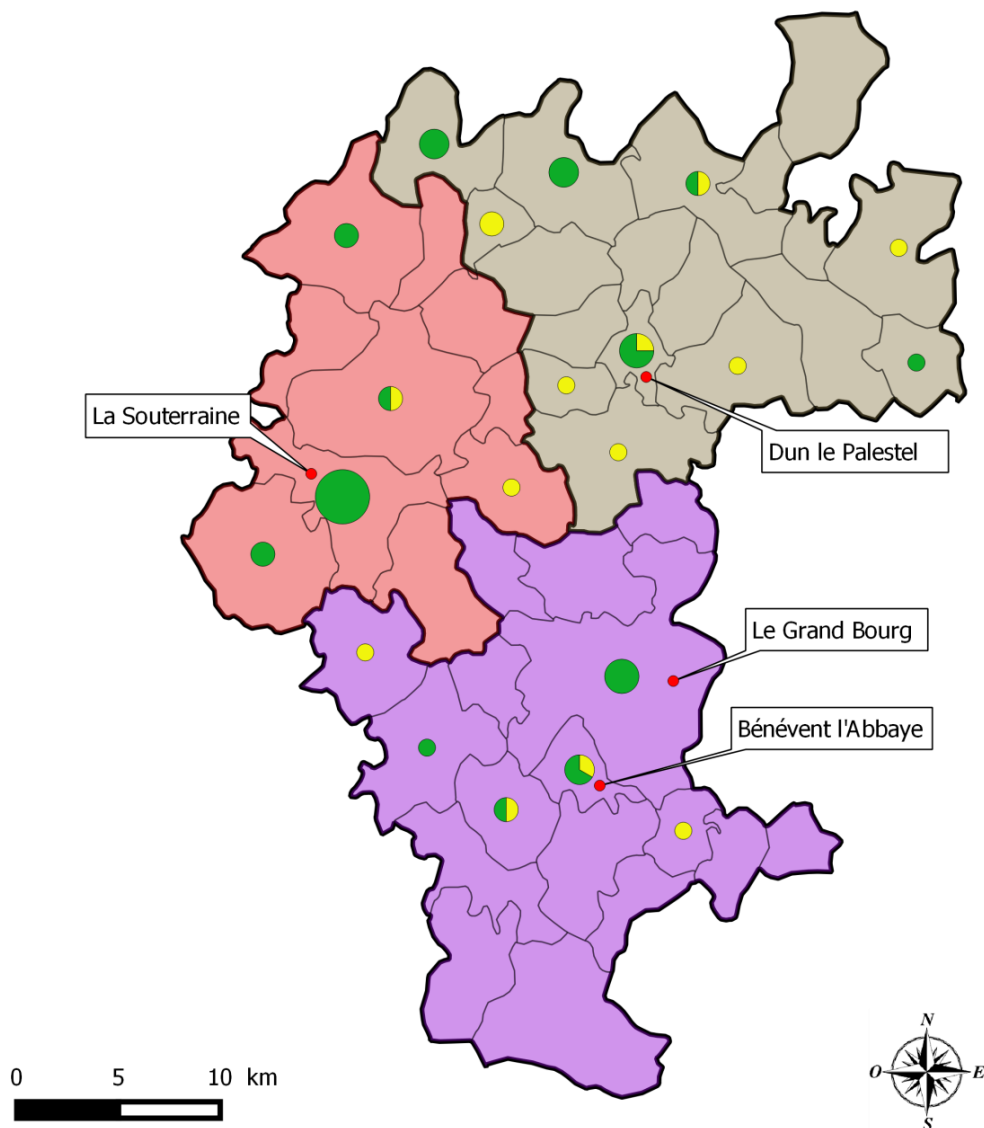 La Souterraine
Dun le Palestel
Le Grand Bourg
Bénévent l'Abbaye
0 5 10 km
N
O E
S